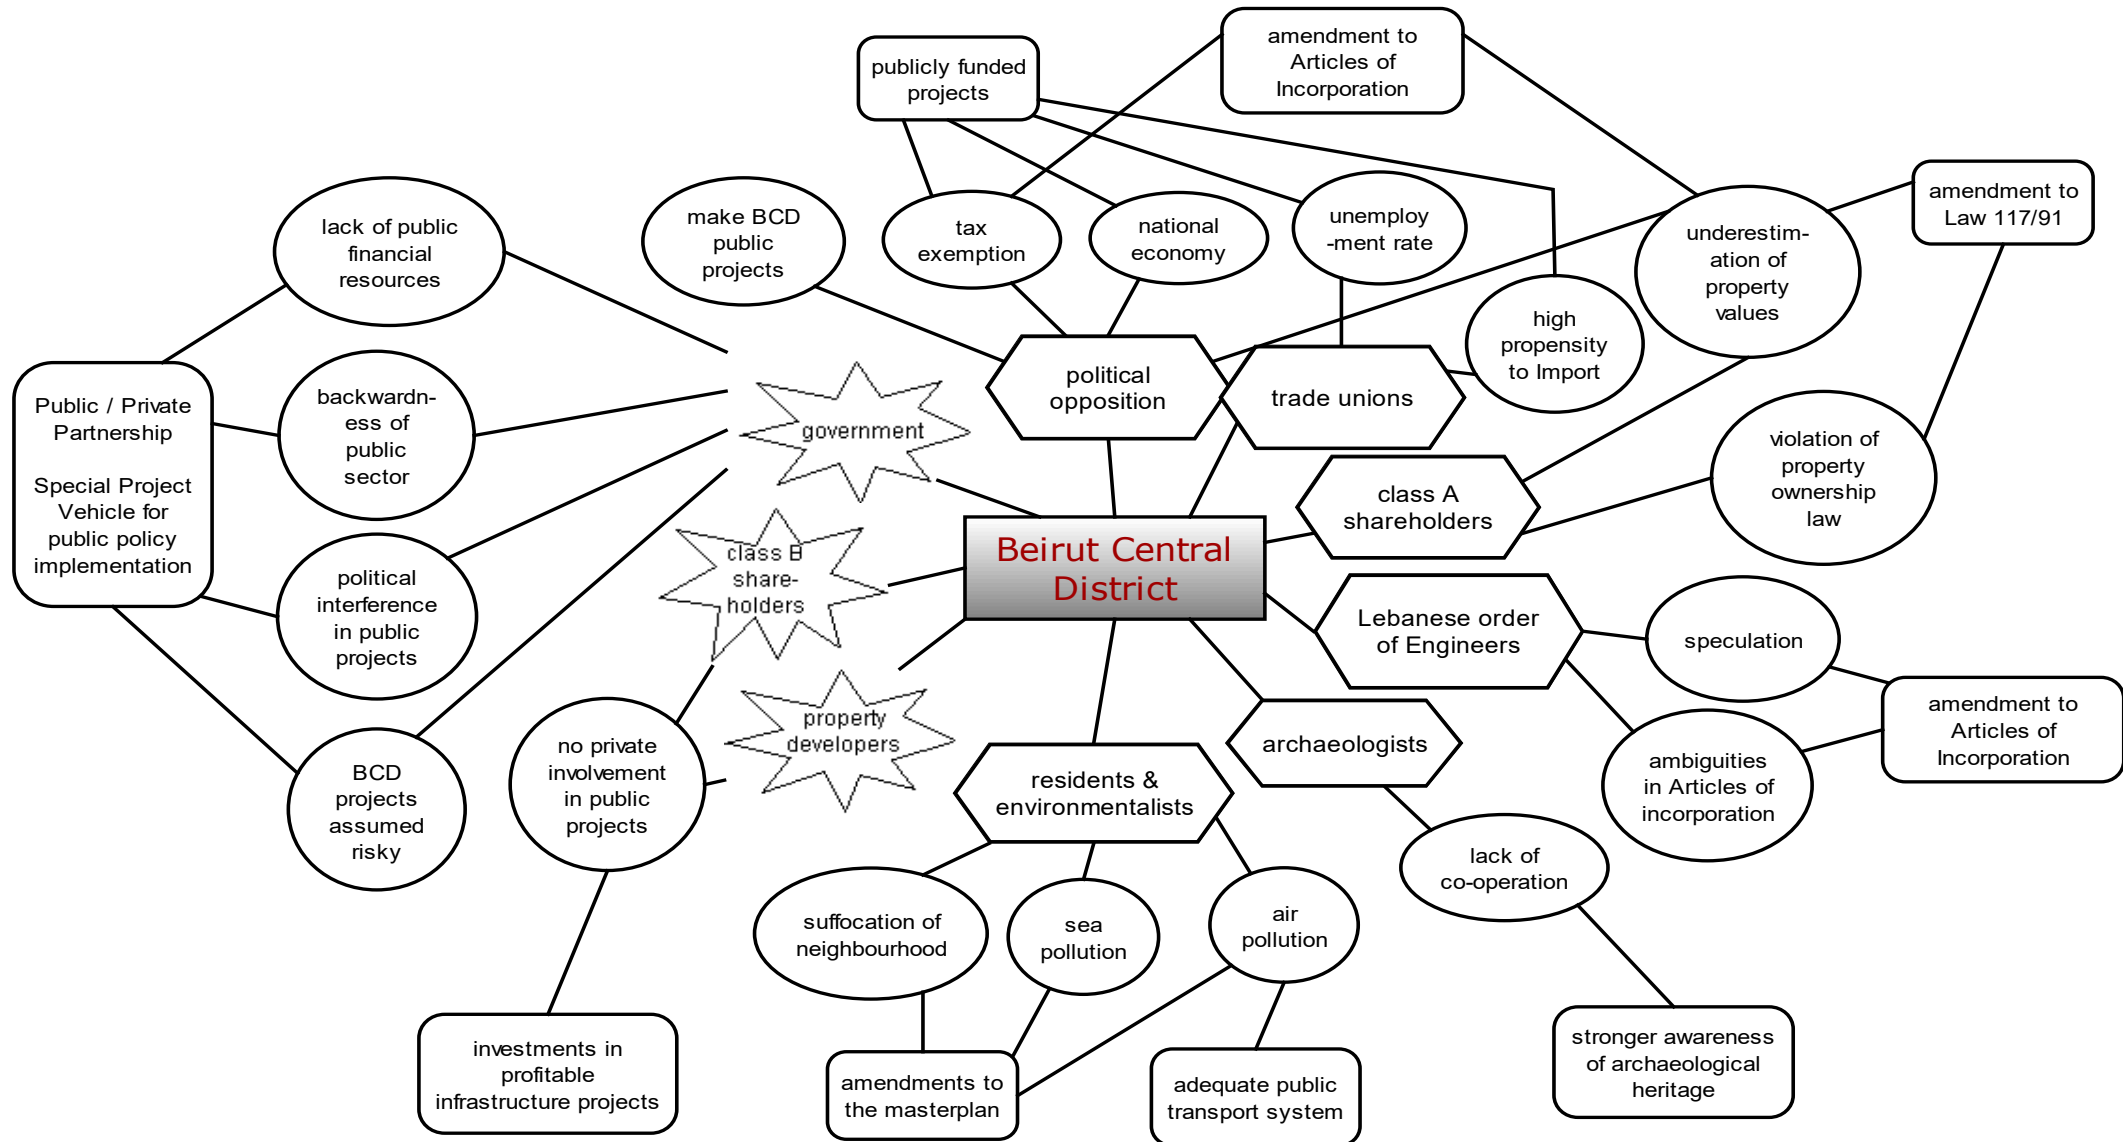 amendment to
Articles of
Incorporation
publicly funded
projects
amendment to
Law 117/91
lack of public
financial
resources
make BCD
public
projects
tax
exemption
national
economy
unemploy
-ment rate
underestim-
ation of
property
values
high
propensity
to Import
Public / Private
Partnership
Special Project
Vehicle for
public policy
implementation
backwardn-
ess of
public
sector
government
political
opposition
trade unions
violation of
property
ownership
law
class A
shareholders
class B
share-
holders
Beirut Central
District
political
interference
in public
projects
Lebanese order
of Engineers
speculation
amendment to
Articles of
Incorporation
property
developers
archaeologists
ambiguities
in Articles of
incorporation
BCD
projects
assumed
risky
no private
involvement
in public
projects
residents &
environmentalists
lack of
co-operation
suffocation of
neighbourhood
sea
pollution
air
pollution
investments in
profitable
infrastructure projects
amendments to
the masterplan
adequate public
transport system
stronger awareness
of archaeological
heritage